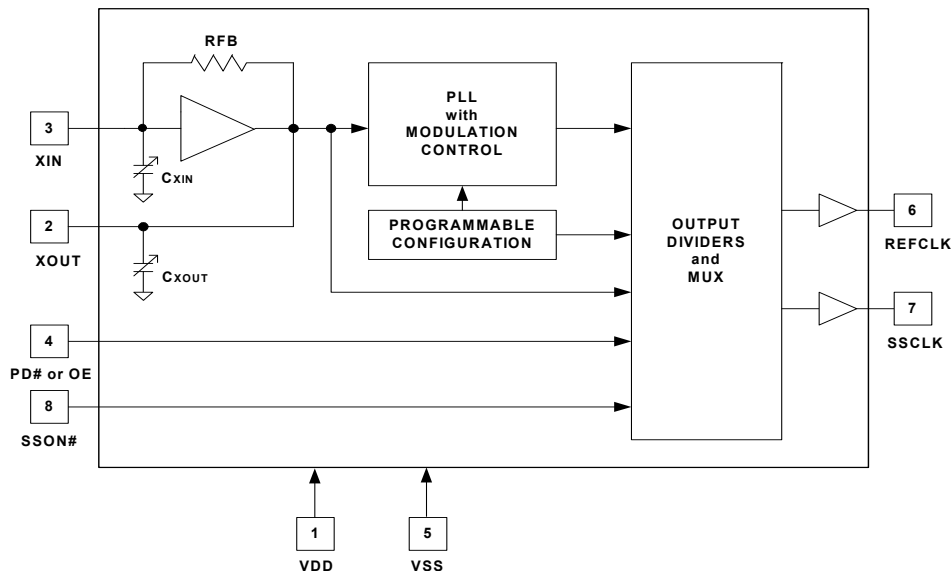 RFB
PLL
with
MODULATION
CONTROL
3
XIN
CXIN
2
XOUT
CXOUT
PROGRAMMABLE
CONFIGURATION
OUTPUT
DIVIDERS
and
MUX
6
REFCLK
7
SSCLK
4
PD# or OE
8
SSON#
1
VDD
5
VSS